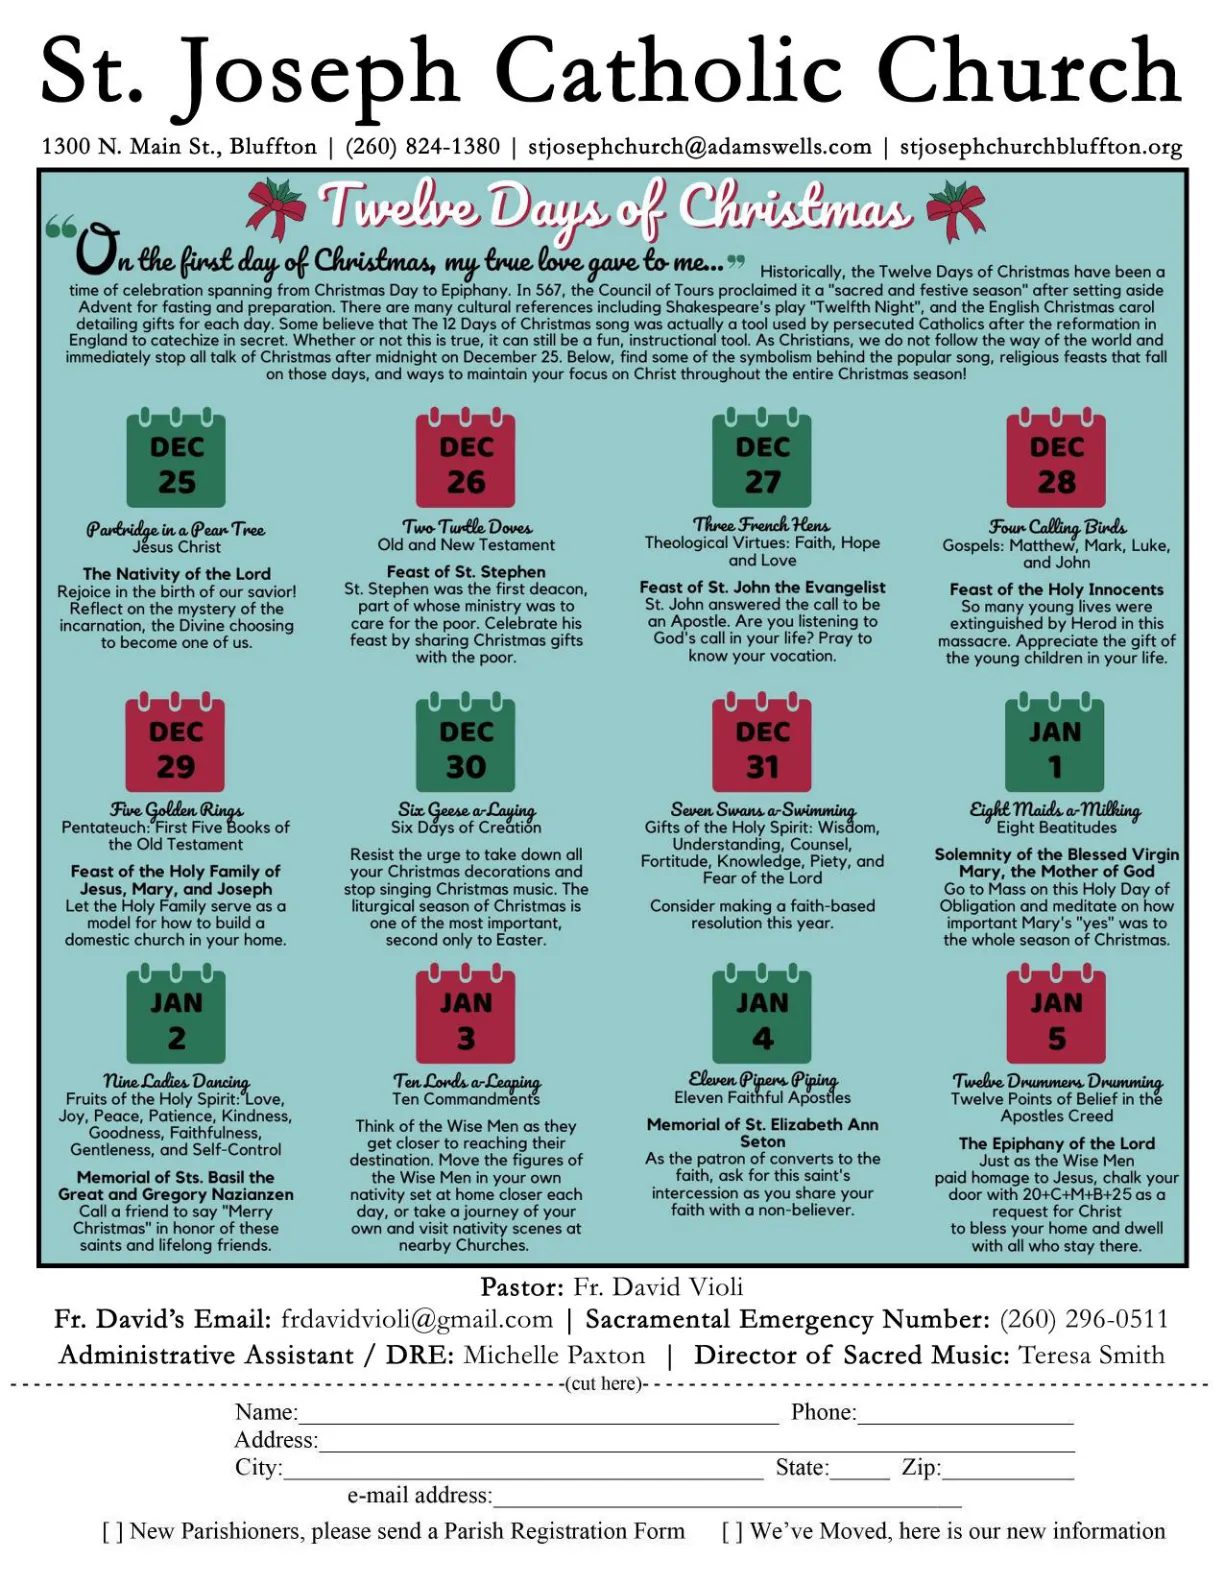 St. Joseph Catholic Church
1300 N. Main St., Bluffton | (260) 824-1380 | stjosephchurch@adamswells.com | stjosephchurchbluffton.org
Twelve Days of Christmas
“On the first day of Christmas, my true love gave to me...” Historically, the Twelve Days of Christmas have been a
time of celebration spanning from Christmas Day to Epiphany. In 567, the Council of Tours proclaimed it a "sacred and festive season" after setting aside
Advent for fasting and preparation. There are many cultural references including Shakespeare's play "Twelfth Night", and the English Christmas carol
detailing gifts for each day. Some believe that The 12 Days of Christmas song was actually a tool used by persecuted Catholics after the reformation in
England to catechize in secret. Whether or not this is true, it can still be a fun, instructional tool. As Christians, we do not follow the way of the world and
immediately stop all talk of Christmas after midnight on December 25. Below, find some of the symbolism behind the popular song, religious feasts that fall
on those days, and ways to maintain your focus on Christ throughout the entire Christmas season!
DEC
25
Partridge in a Pear Tree
Jesus Christ
The Nativity of the Lord
Rejoice in the birth of our savior!
Reflect on the mystery of the
incarnation, the Divine choosing
to become one of us.
DEC
26
Two Turtle Doves
Old and New Testament
Feast of St. Stephen
St. Stephen was the first deacon,
part of whose ministry was to
care for the poor. Celebrate his
feast by sharing Christmas gifts
with the poor.
DEC
27
Three French Hens
Theological Virtues: Faith, Hope
and Love
Feast of St. John the Evangelist
St. John answered the call to be
an Apostle. Are you listening to
God's call in your life? Pray to
know your vocation.
DEC
28
Four Calling Birds
Gospels: Matthew, Mark, Luke,
and John
Feast of the Holy Innocents
So many young lives were
extinguished by Herod in this
massacre. Appreciate the gift of
the young children in your life.
DEC
29
Five Golden Rings
Pentateuch: First Five Books of
the Old Testament
Feast of the Holy Family of
Jesus, Mary, and Joseph
Let the Holy Family serve as a
model for how to build a
domestic church in your home.
DEC
30
Six Geese a-Laying
Six Days of Creation
Resist the urge to take down all
your Christmas decorations and
stop singing Christmas music. The
liturgical season of Christmas is
one of the most important,
second only to Easter.
DEC
31
Seven Swans a-Swimming
Gifts of the Holy Spirit: Wisdom,
Understanding, Counsel,
Fortitude, Knowledge, Piety, and
Fear of the Lord
Consider making a faith-based
resolution this year.
JAN
1
Eight Maids a-Milking
Eight Beatitudes
Solemnity of the Blessed Virgin
Mary, the Mother of God
Go to Mass on this Holy Day of
Obligation and meditate on how
important Mary's "yes" was to
the whole season of Christmas.
JAN
2
Nine Ladies Dancing
Fruits of the Holy Spirit: Love,
Joy, Peace, Patience, Kindness,
Goodness, Faithfulness,
Gentleness, and Self-Control
Memorial of Sts. Basil the
Great and Gregory Nazianzen
Call a friend to say "Merry
Christmas" in honor of these
saints and lifelong friends.
JAN
3
Ten Lords a-Leaping
Ten Commandments
Think of the Wise Men as they
get closer to reaching their
destination. Move the figures of
the Wise Men in your own
nativity set at home closer each
day, or take a journey of your
own and visit nativity scenes at
nearby Churches.
JAN
4
Eleven Pipers Piping
Eleven Faithful Apostles
Memorial of St. Elizabeth Ann
Seton
As the patron of converts to the
faith, ask for this saint's
intercession as you share your
faith with a non-believer.
JAN
5
Twelve Drummers Drumming
Twelve Points of Belief in the
Apostles Creed
The Epiphany of the Lord
Just as the Wise Men
paid homage to Jesus, chalk your
door with 20+C+M+B+25 as a
request for Christ
to bless your home and dwell
with all who stay there.
Pastor: Fr. David Violi
Fr. David’s Email: frdavidvioli@gmail.com | Sacramental Emergency Number: (260) 296-0511
Administrative Assistant / DRE: Michelle Paxton | Director of Sacred Music: Teresa Smith
(cut here)
Name: Phone:
Address:
City: State: Zip:
e-mail address:
[ ] New Parishioners, please send a Parish Registration Form [ ] We’ve Moved, here is our new information